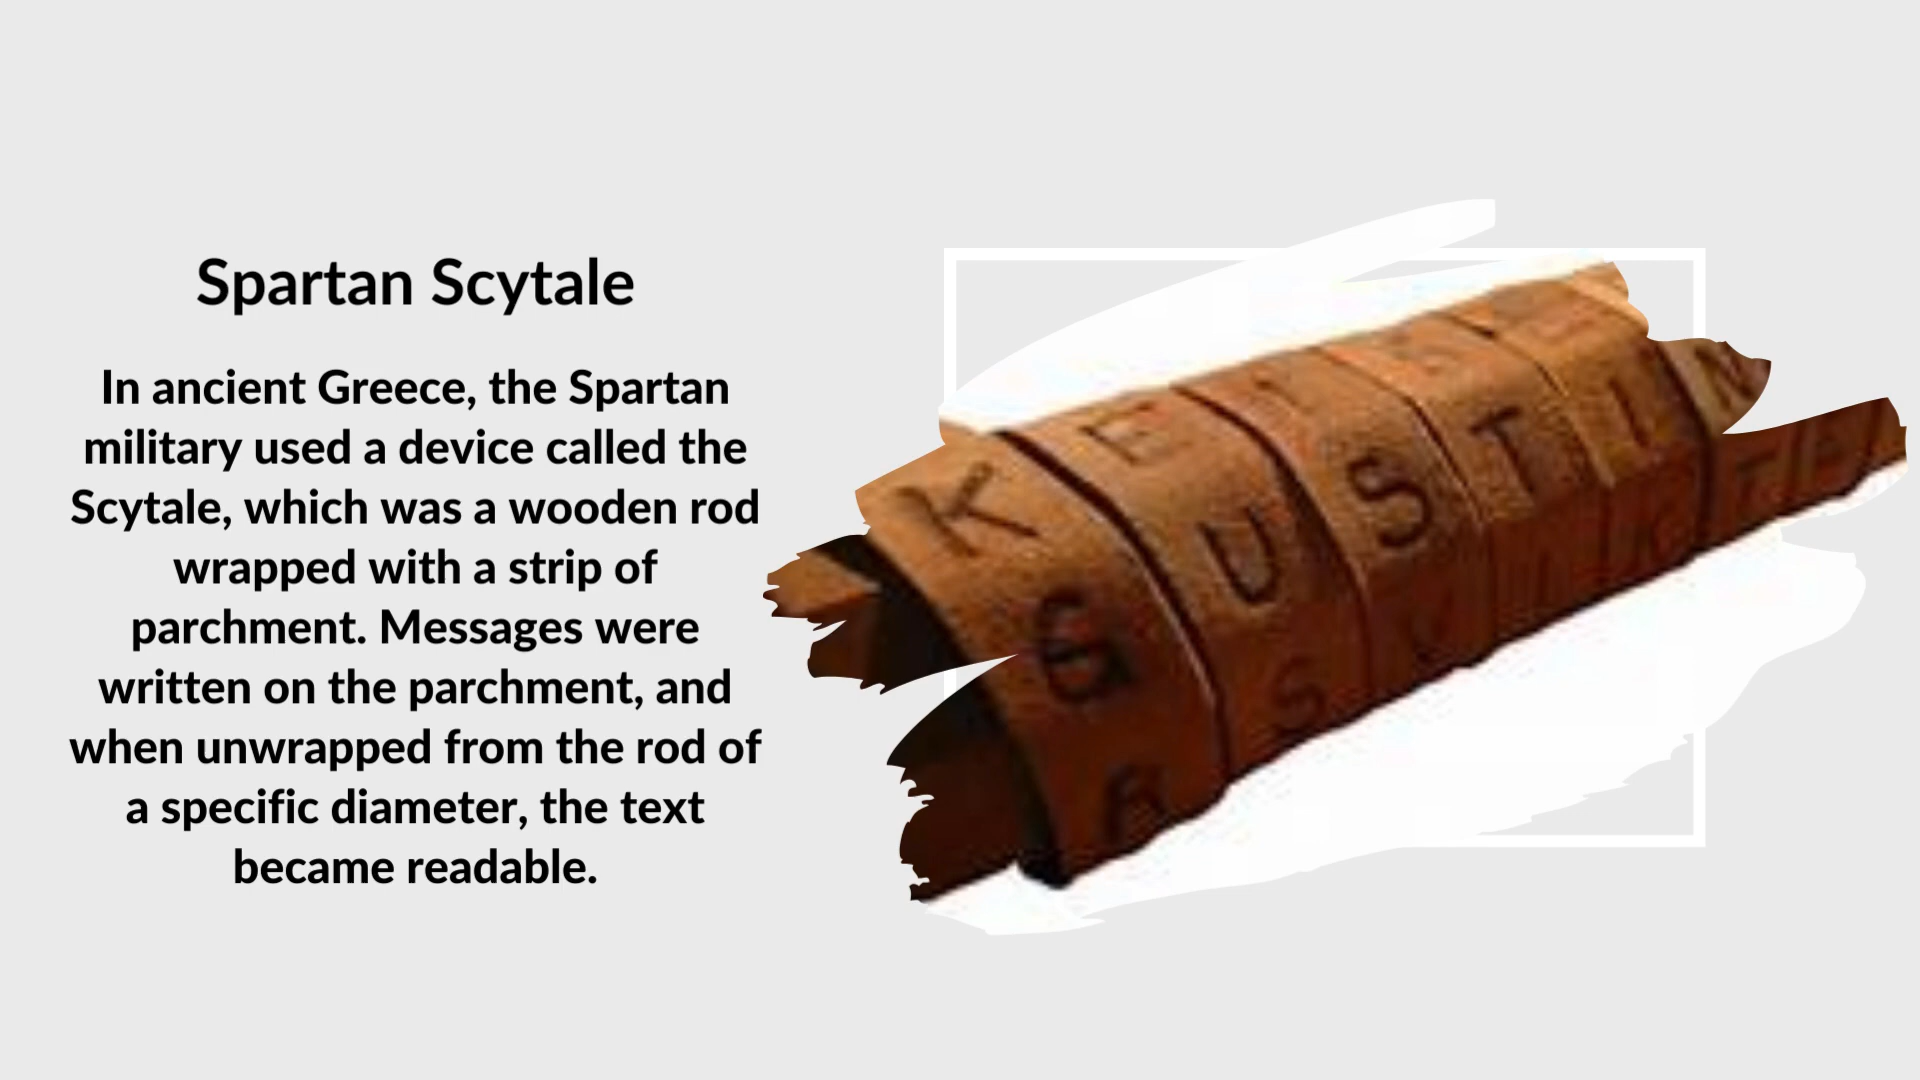 Spartan Scytale
In ancient Greece, the Spartan
military used a device called the
Scytale, which was a wooden rod
wrapped with a strip of
parchment. Messages were
written on the parchment, and
when unwrapped from the rod of
a specific diameter, the text
became readable.
K E
U S T
S